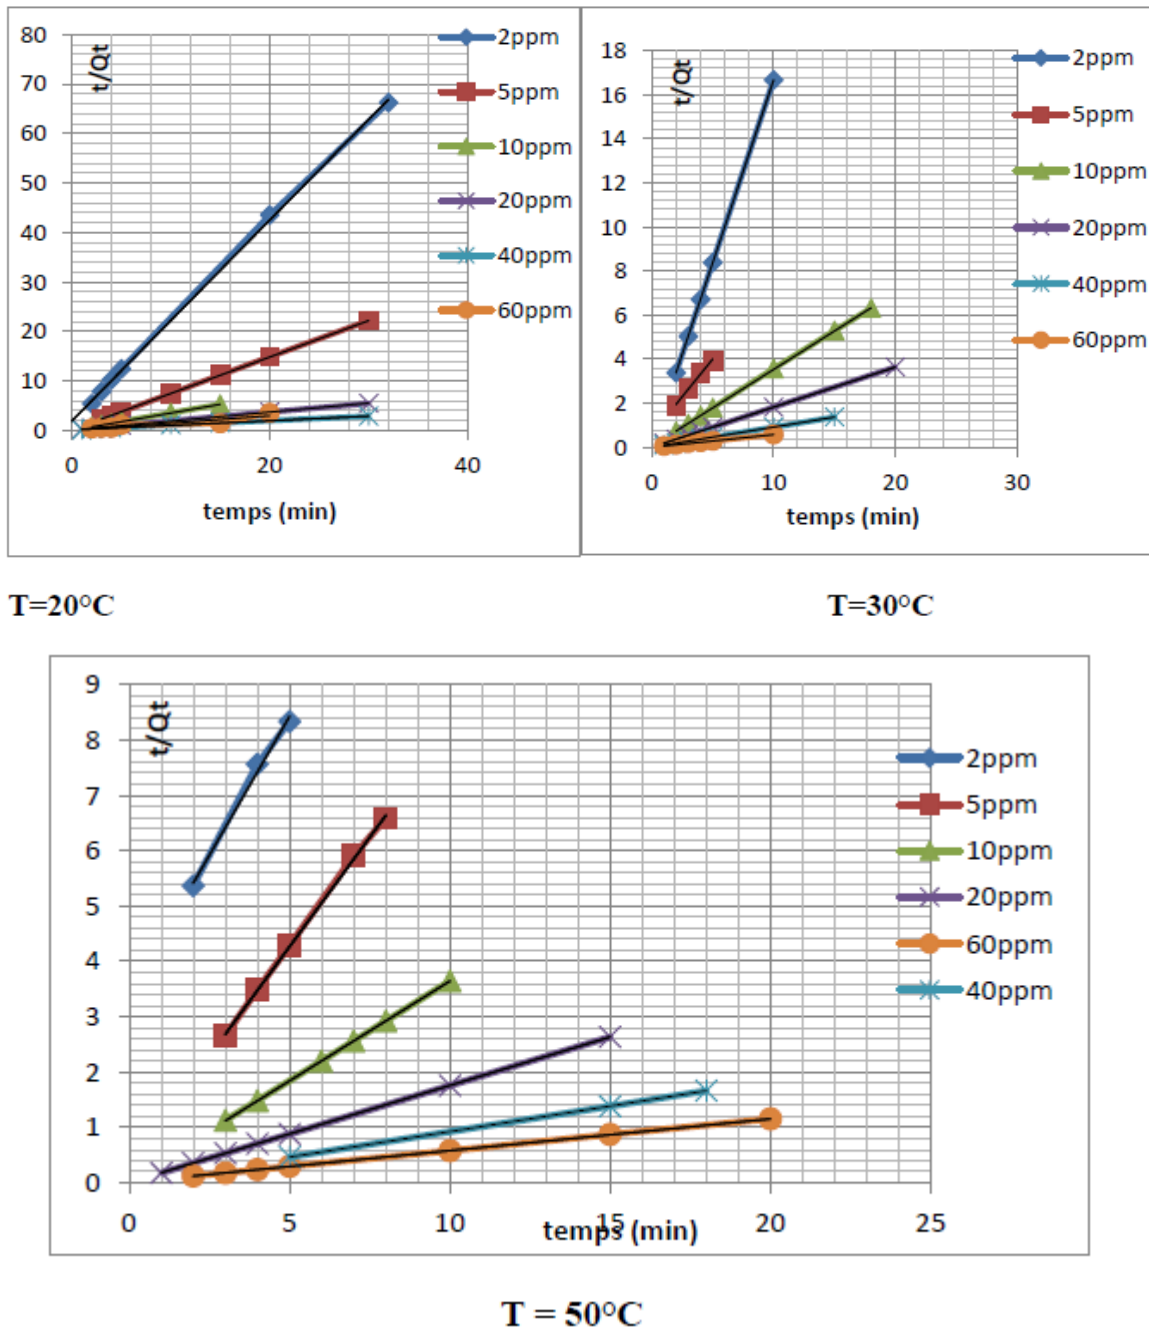 80
70
60
50
40
30
20
10
0
t/Qt
0 20 40
temps (min)
2ppm
5ppm
10ppm
20ppm
40ppm
60ppm
18
16
14
12
10
8
6
4
2
0
t/Qt
0 10 20 30
temps (min)
2ppm
5ppm
10ppm
20ppm
40ppm
60ppm
T=20°C
T=30°C
9
8
7
6
5
4
3
2
1
0
t/Qt
0 5 10 15 20 25
temps (min)
2ppm
5ppm
10ppm
20ppm
60ppm
40ppm
T = 50°C